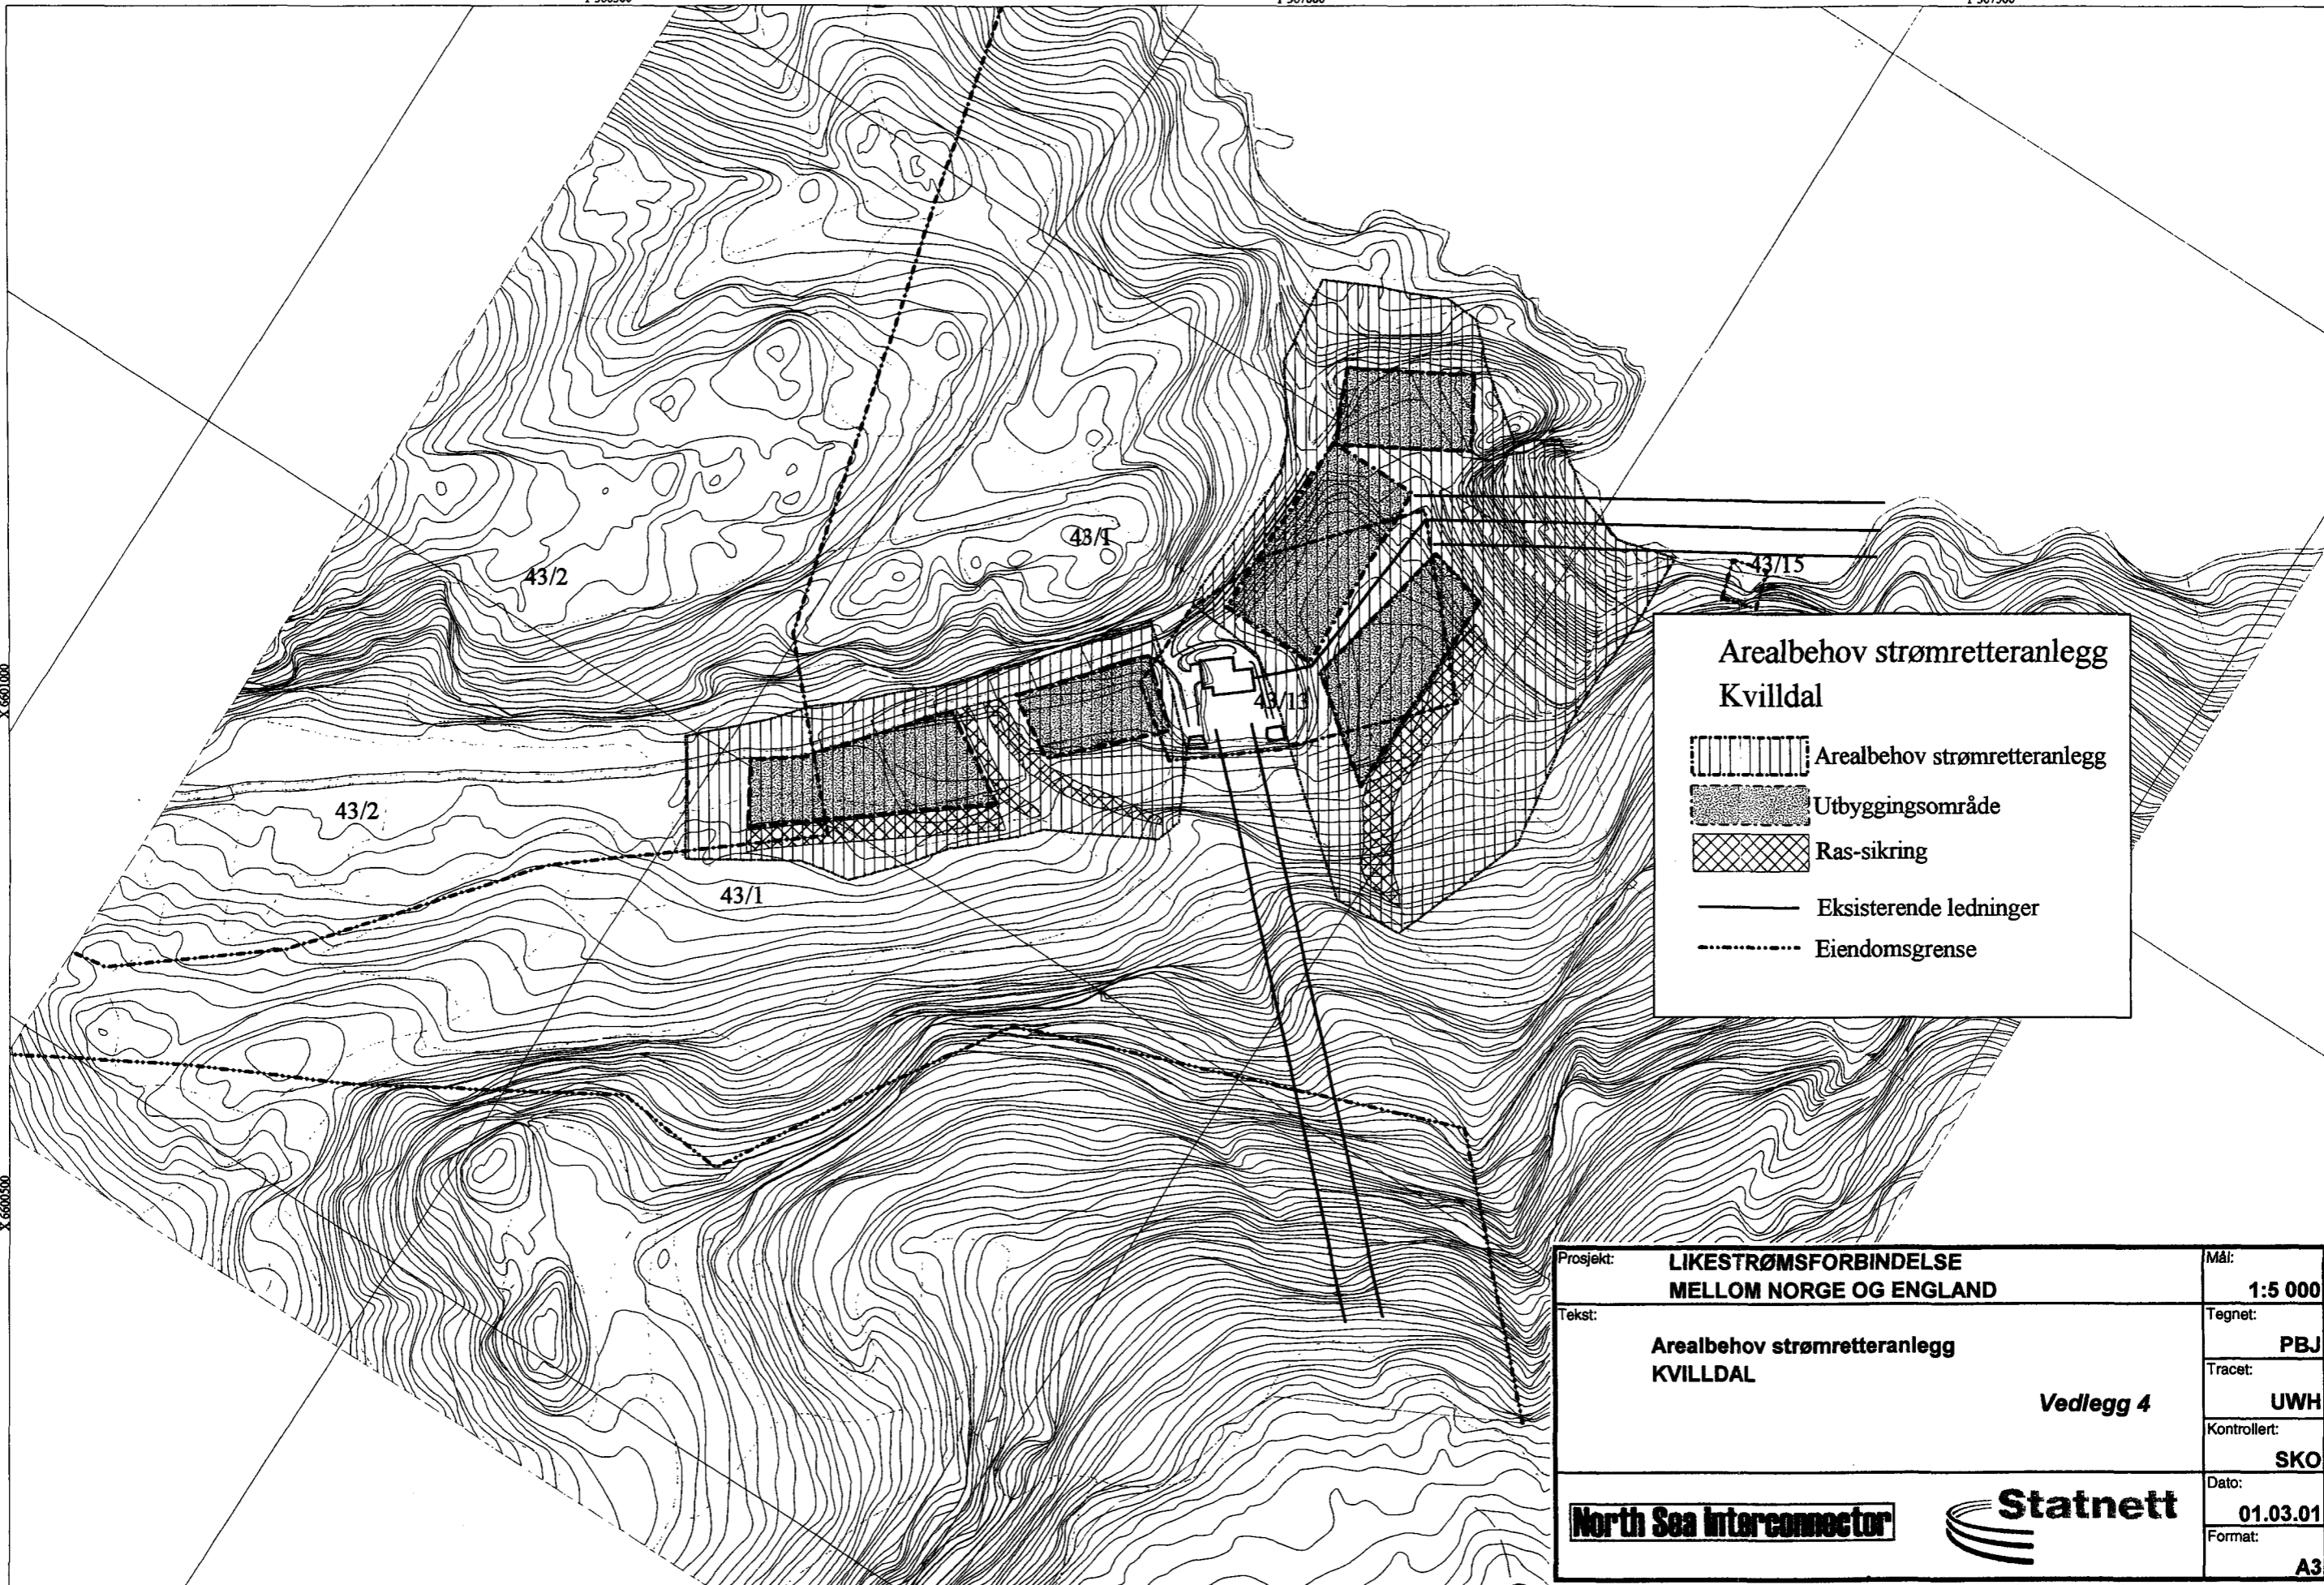 43/1
43/2
43/15
43/13
43/2
43/1
X 6601000
X 6600500
Arealbehov strømretteranlegg
Kvilldal
Arealbehov strømretteranlegg
Utbyggingsområde
Ras-sikring
Eksisterende ledninger
Eiendomsgrense
Prosjekt: LIKESTRØMSFORBINDELSE
MELLOM NORGE OG ENGLAND
Mål:
1:5 000
Tekst:
Arealbehov strømretteranlegg
KVILLDAL
Vedlegg 4
Tegnet:
PBJ
Tracet:
UWH
Kontrollert:
SKO
North Sea Interconnector
Statnett
Dato:
01.03.01
Format:
A3